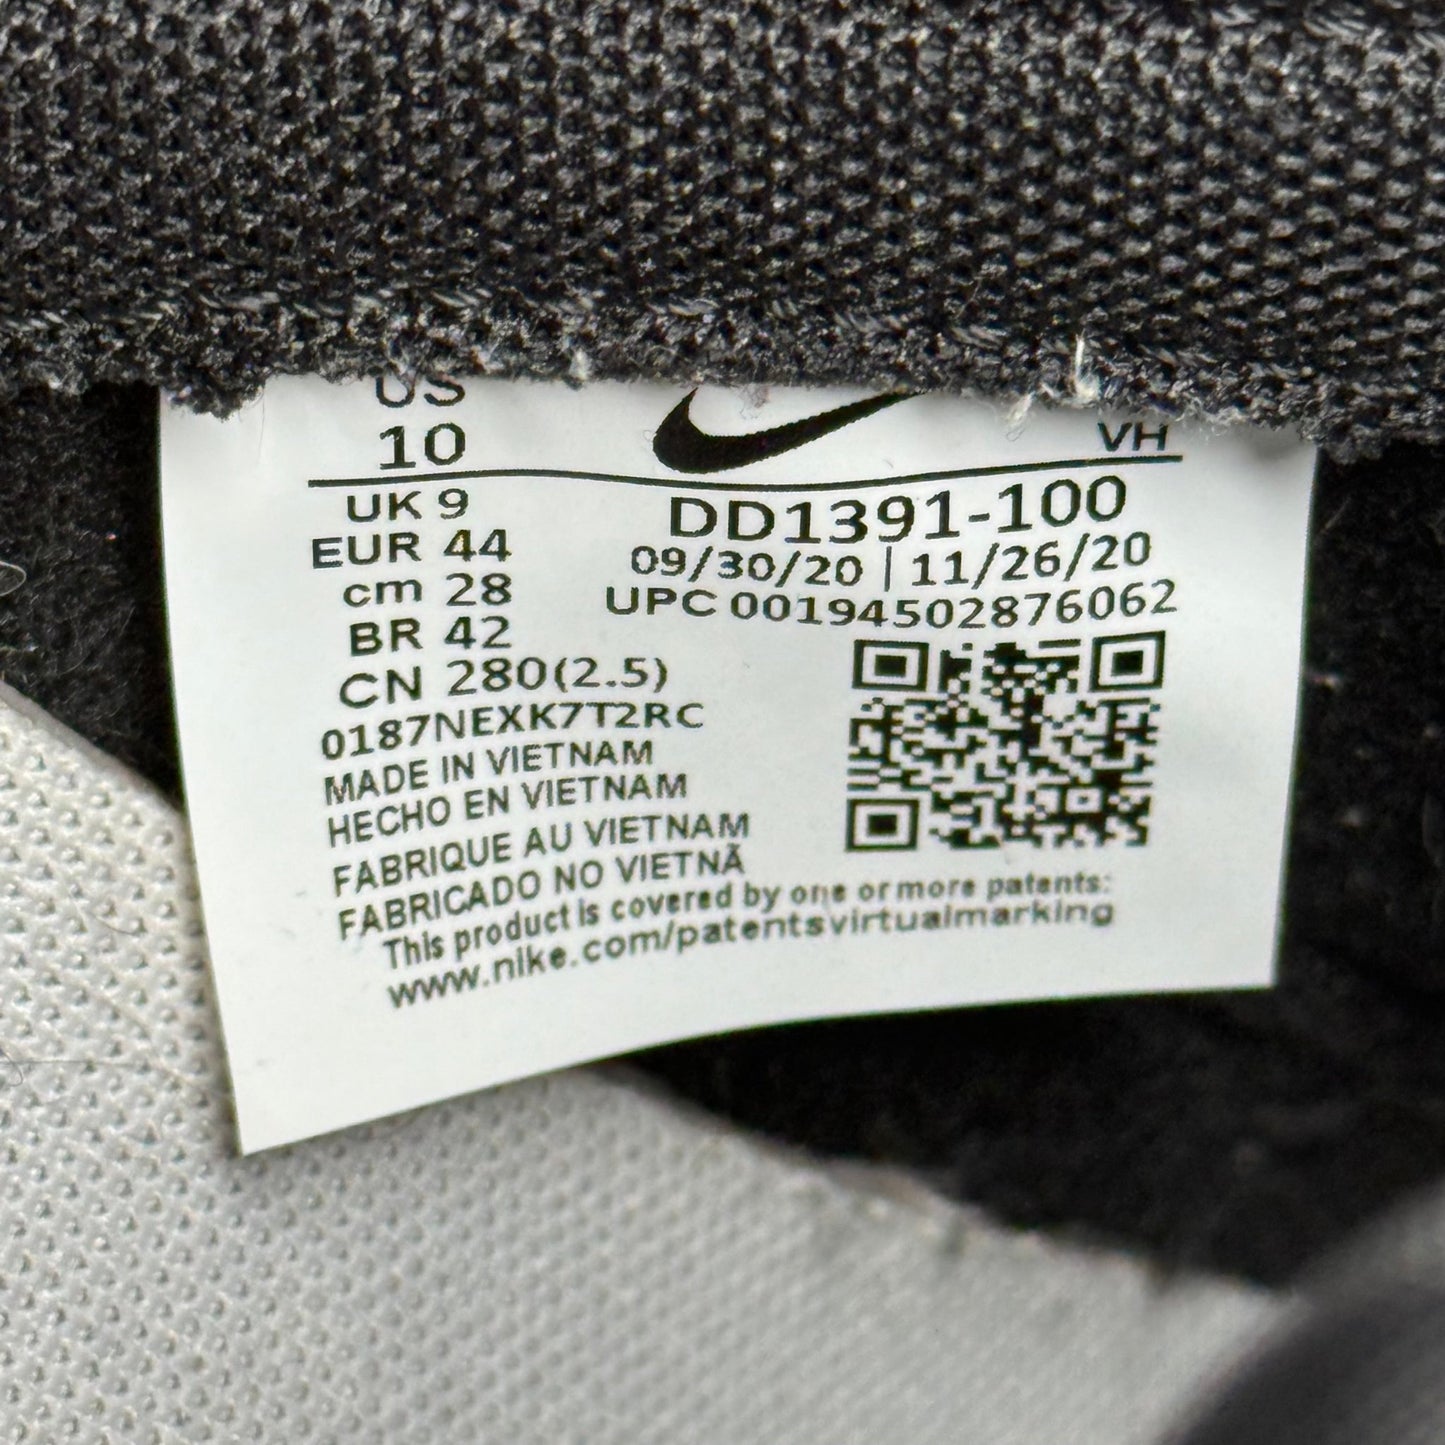 US
10
VH
UK 9
EUR 44
cm 28
BR 42
CN 280(2.5)
DD1391-100
09/30/20 | 11/26/20
UPC 00194502876062
0187NEXK7T2RC
MADE IN VIETNAM
HECHO EN VIETNAM
FABRIQUE AU VIETNAM
FABRICADO NO VIETNÃ
This product is covered by one or more patents:
www.nike.com/patentsvirtualmarking